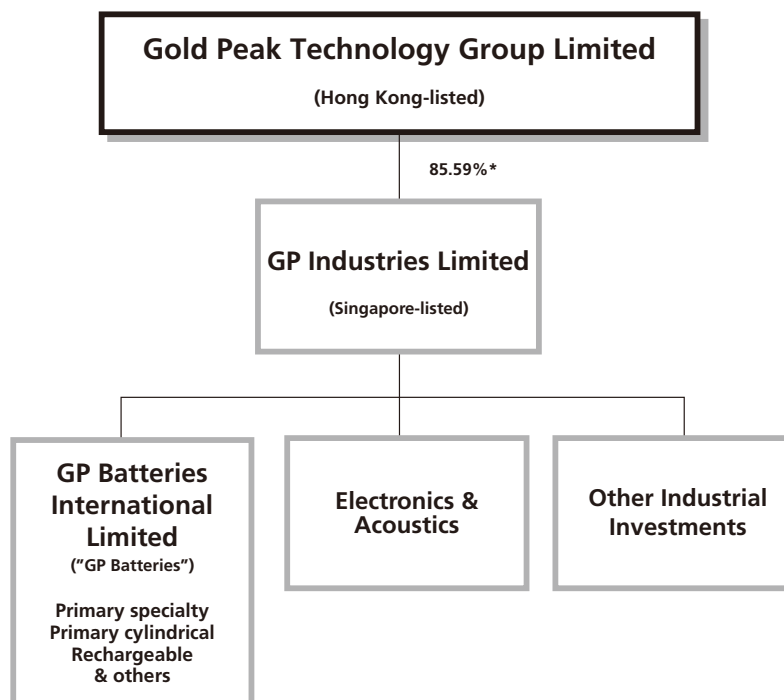 Gold Peak Technology Group Limited
(Hong Kong-listed)
85.59%*
GP Industries Limited
(Singapore-listed)
GP Batteries
International
Limited
("GP Batteries")
Primary specialty
Primary cylindrical
Rechargeable
& others
Electronics &
Acoustics
Other Industrial
Investments